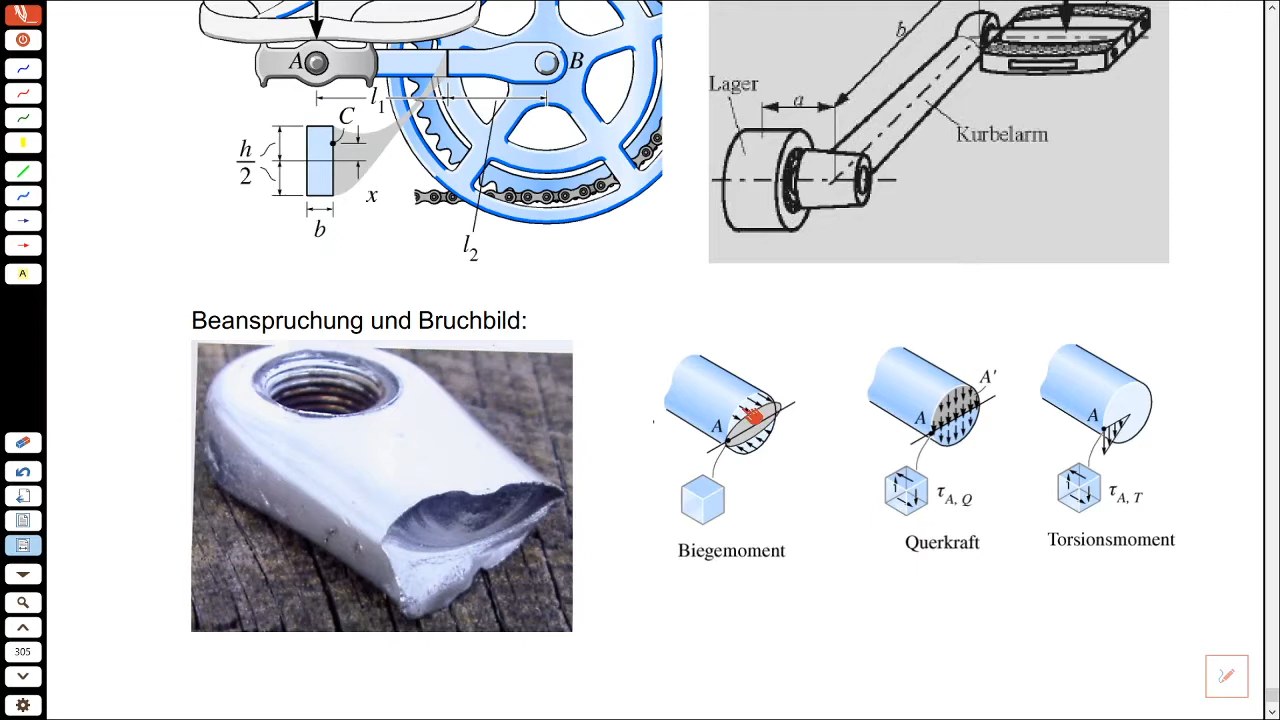 A
B
l1
C
h
2
x
b
l2
Lager
a
b
Kurbelarm
Beanspruchung und Bruchbild:
A
Biegemoment
A'
A
τA, Q
Querkraft
A
τA, T
Torsionsmoment
A
305